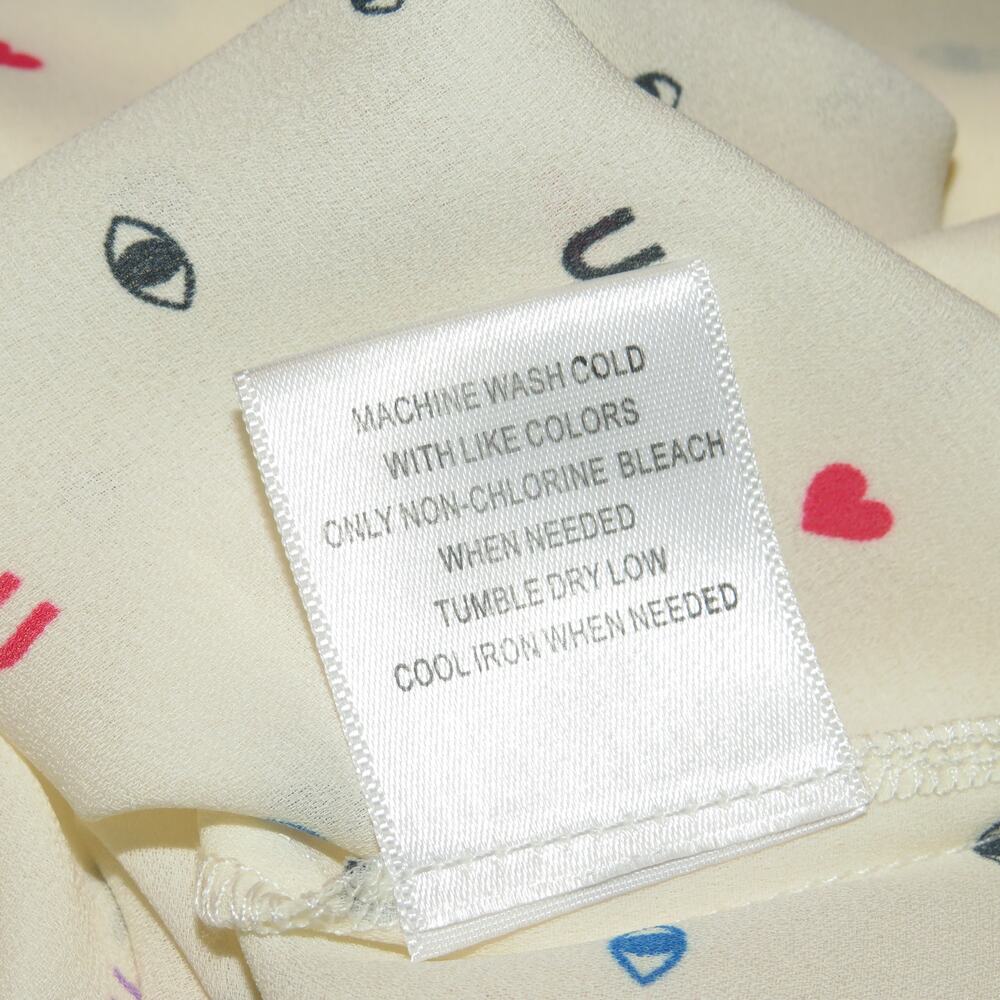 U
MACHINE WASH COLD
WITH LIKE COLORS
ONLY NON-CHLORINE BLEACH
WHEN NEEDED
TUMBLE DRY LOW
COOL IRON WHEN NEEDED
U